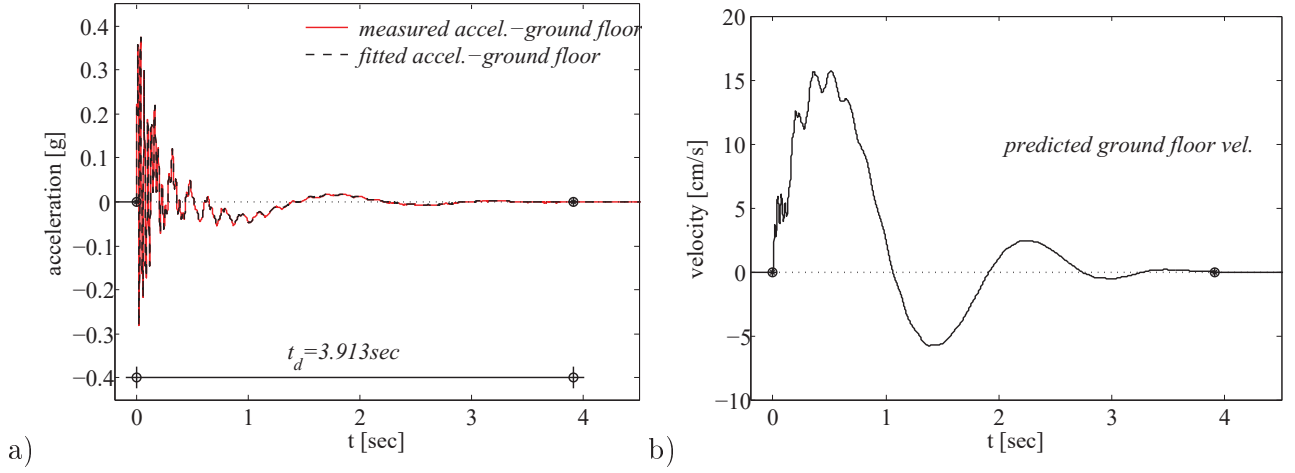 0.4
0.3
0.2
0.1
0
−0.1
−0.2
−0.3
−0.4
acceleration [g]
measured accel.−ground floor
fitted accel.−ground floor
t_d=3.913sec
0 1 2 3 4
t [sec]
a)
20
15
10
5
0
−5
−10
velocity [cm/s]
predicted ground floor vel.
0 1 2 3 4
t [sec]
b)